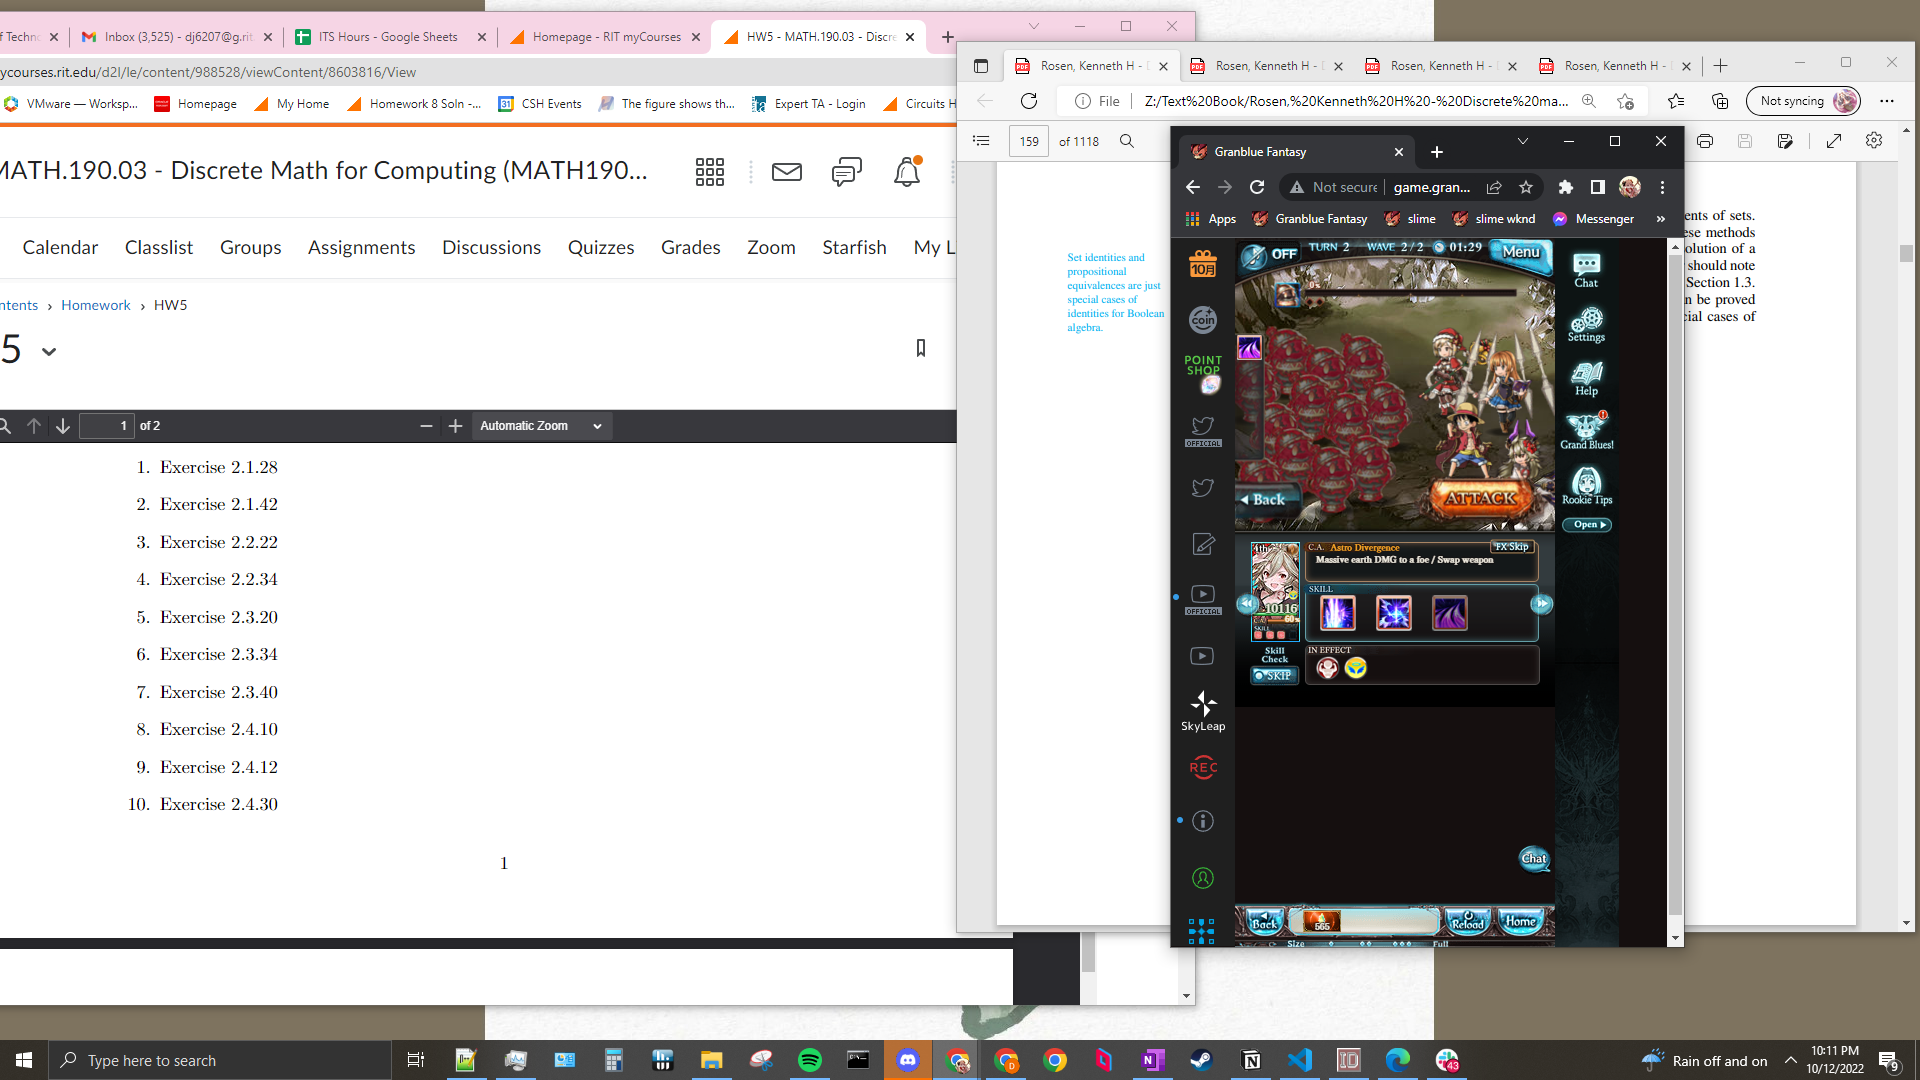 f Techno
Inbox (3,525) - dj6207@g.rit
ITS Hours - Google Sheets
Homepage - RIT myCourses
HW5 - MATH.190.03 - Discre
ycourses.rit.edu/d2l/le/content/988528/viewContent/8603816/View
VMware — Worksp...
Homepage
My Home
Homework 8 Soln -...
CSH Events
The figure shows th...
Expert TA - Login
Circuits H
MATH.190.03 - Discrete Math for Computing (MATH190...
Calendar
Classlist
Groups
Assignments
Discussions
Quizzes
Grades
Zoom
Starfish
My L
ntents › Homework › HW5
5
1 of 2
Automatic Zoom
1. Exercise 2.1.28
2. Exercise 2.1.42
3. Exercise 2.2.22
4. Exercise 2.2.34
5. Exercise 2.3.20
6. Exercise 2.3.34
7. Exercise 2.3.40
8. Exercise 2.4.10
9. Exercise 2.4.12
10. Exercise 2.4.30
1
Rosen, Kenneth H -
Rosen, Kenneth H -
Rosen, Kenneth H -
Rosen, Kenneth H -
File
Z:/Text%20Book/Rosen,%20Kenneth%20H%20-%20Discrete%20ma...
Not syncing
159 of 1118
Set identities and
propositional
equivalences are just
special cases of
identities for Boolean
algebra.
ents of sets.
ese methods
olution of a
should note
Section 1.3.
n be proved
cial cases of
Granblue Fantasy
Not secure
game.gran...
Apps
Granblue Fantasy
slime
slime wknd
Messenger
10月
coin
POINT
SHOP
OFFICIAL
OFFICIAL
SkyLeap
REC
OFF
TURN 2
WAVE 2/2
01:29
Menu
0%
Back
ATTACK
4th
C.A. Astro Divergence
FX Skip
Massive earth DMG to a foe / Swap weapon
SKILL
10116
60%
C.A.
SKILL
Skill
Check
SKIP
IN EFFECT
Chat
Settings
Help
Grand Blues!
Rookie Tips
Open
Chat
Back
565
Reload
Home
Size
Full
Type here to search
43
Rain off and on
10:11 PM
10/12/2022
9